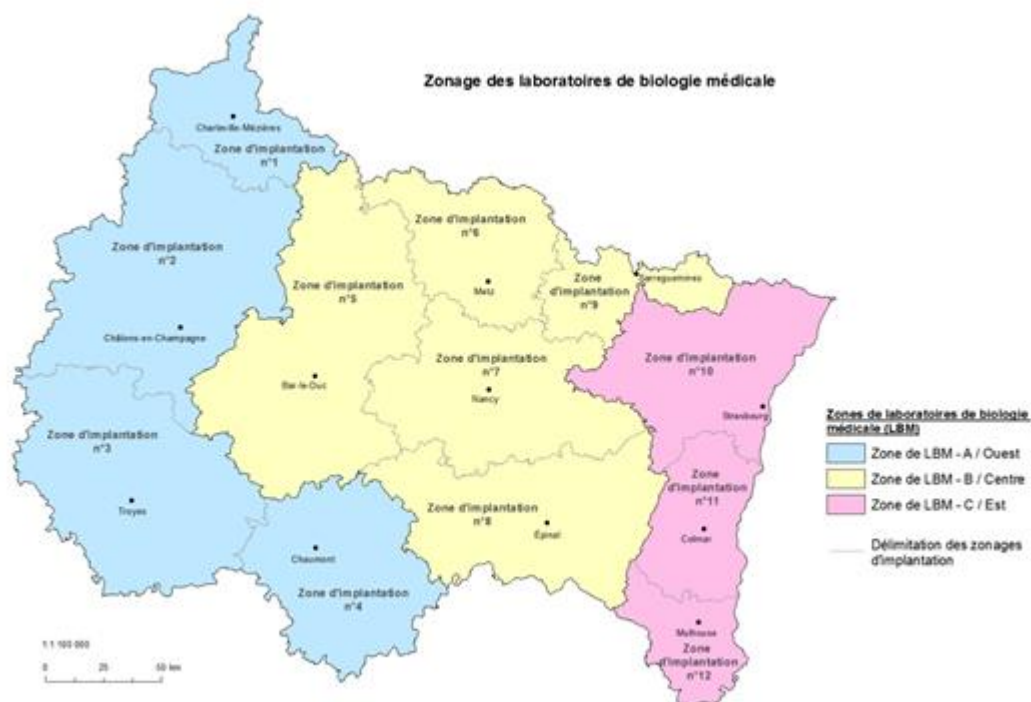 Zonage des laboratoires de biologie médicale
Charleville-Mézières
Zone d'implantation
n°1
Zone d'implantation
n°2
Châlons-en-Champagne
Zone d'implantation
n°3
Troyes
Chaumont
Zone d'implantation
n°4
Zone d'implantation
n°5
Bar-le-Duc
Zone d'implantation
n°6
Metz
Zone d'implantation
n°7
Nancy
Zone d'implantation
n°8
Épinal
Zone
d'implantation
n°9
Sarreguemines
Zone d'implantation
n°10
Strasbourg
Zone
d'implantation
n°11
Colmar
Mulhouse
Zone
d'implantation
n°12
Zones de laboratoires de biologie
médicale (LBM)
Zone de LBM - A / Ouest
Zone de LBM - B / Centre
Zone de LBM - C / Est
Délimitation des zonages
d'implantation
1:1 100 000
0 25 50 km